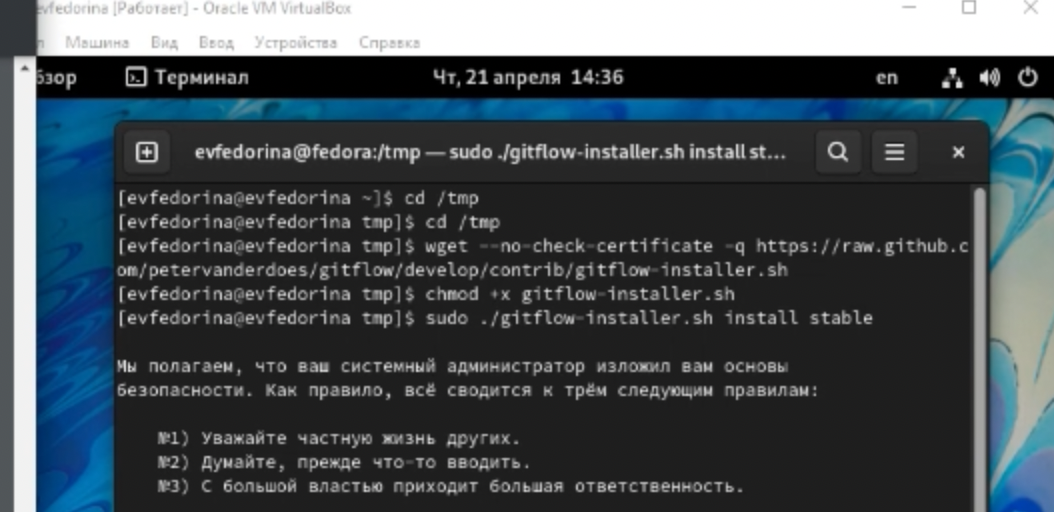 evfedorina [Работает] - Oracle VM VirtualBox
Машина Вид Ввод Устройства Справка
Терминал Чт, 21 апреля 14:36 en
evfedorina@fedora:/tmp — sudo ./gitflow-installer.sh install st...
[evfedorina@evfedorina ~]$ cd /tmp
[evfedorina@evfedorina tmp]$ cd /tmp
[evfedorina@evfedorina tmp]$ wget --no-check-certificate -q https://raw.github.c
om/petervanderdoes/gitflow/develop/contrib/gitflow-installer.sh
[evfedorina@evfedorina tmp]$ chmod +x gitflow-installer.sh
[evfedorina@evfedorina tmp]$ sudo ./gitflow-installer.sh install stable
Мы полагаем, что ваш системный администратор изложил вам основы
безопасности. Как правило, всё сводится к трём следующим правилам:
№1) Уважайте частную жизнь других.
№2) Думайте, прежде что-то вводить.
№3) С большой властью приходит большая ответственность.